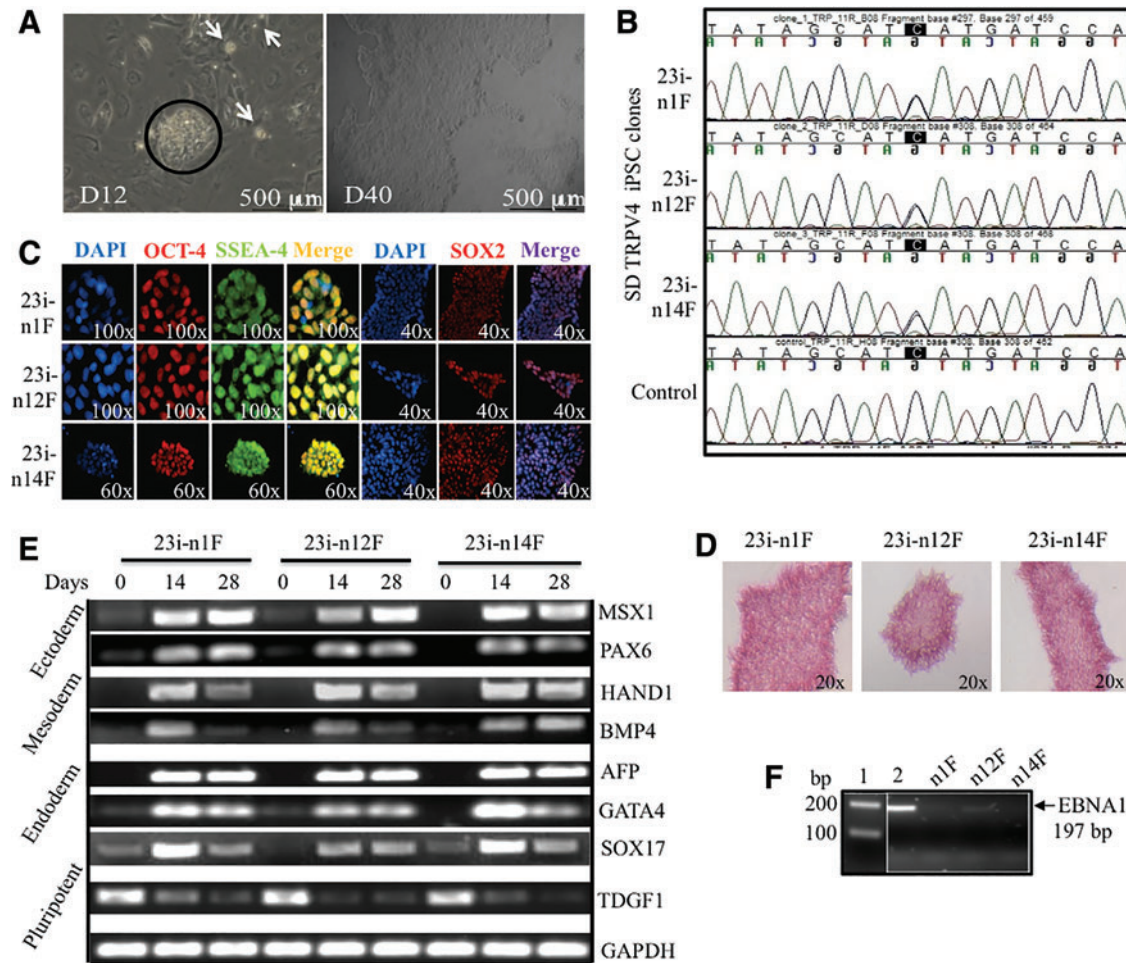 A
D12
500 µm
D40
500 µm
B
SD TRPV4 iPSC clones
clone_1_TRP_11R_B08 Fragment base #297. Base 297 of 459
T A T A G C A T C A T G A T C C A
A T A T C G T A G T A C T A G G T
23i-
n1F
clone_2_TRP_11R_D08 Fragment base #308. Base 308 of 464
T A T A G C A T C A T G A T C C A
A T A T C G T A G T A C T A G G T
23i-
n12F
clone_3_TRP_11R_F08 Fragment base #308. Base 308 of 468
T A T A G C A T C A T G A T C C A
A T A T C G T A G T A C T A G G T
23i-
n14F
control_TRP_11R_H08 Fragment base #308. Base 308 of 462
T A T A G C A T C A T G A T C C A
A T A T C G T A G T A C T A G G T
Control
C
DAPI OCT-4 SSEA-4 Merge DAPI SOX2 Merge
23i-
n1F
100x 100x 100x 100x 40x 40x 40x
23i-
n12F
100x 100x 100x 100x 40x 40x 40x
23i-
n14F
60x 60x 60x 60x 40x 40x 40x
D
23i-n1F 23i-n12F 23i-n14F
20x 20x 20x
E
23i-n1F 23i-n12F 23i-n14F
Days 0 14 28 0 14 28 0 14 28
Ectoderm
MSX1
PAX6
Mesoderm
HAND1
BMP4
Endoderm
AFP
GATA4
SOX17
Pluripotent
TDGF1
GAPDH
F
bp 1 2 n1F n12F n14F
200
EBNA1
100
197 bp